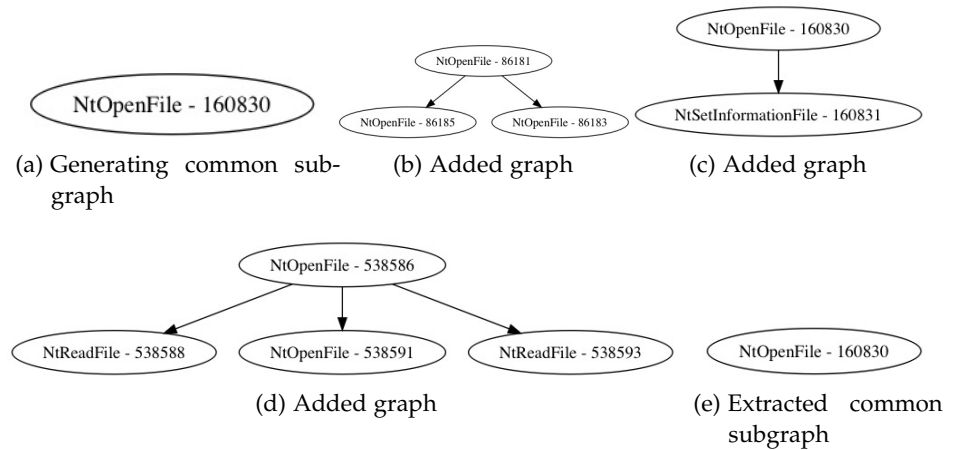 NtOpenFile - 160830
(a) Generating common sub-
graph
NtOpenFile - 86181
NtOpenFile - 86185
NtOpenFile - 86183
(b) Added graph
NtOpenFile - 160830
NtSetInformationFile - 160831
(c) Added graph
NtOpenFile - 538586
NtReadFile - 538588
NtOpenFile - 538591
NtReadFile - 538593
(d) Added graph
NtOpenFile - 160830
(e) Extracted common
subgraph